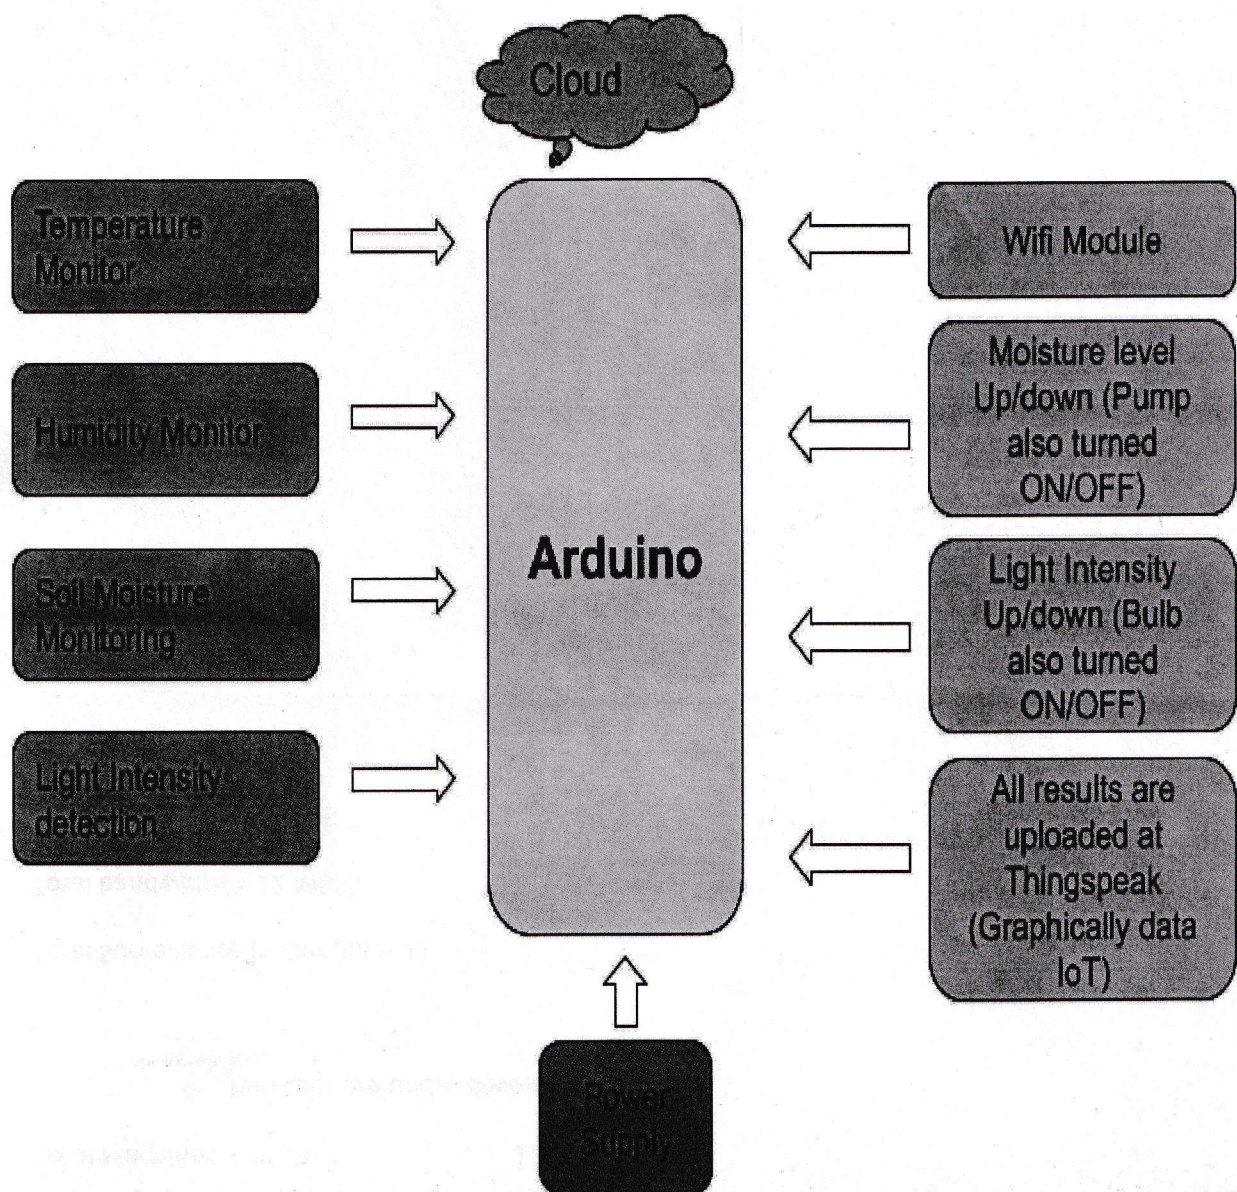 Cloud
Temperature
Monitor
Humidity Monitor
Soil Moisture
Monitoring
Light Intensity
detection
Arduino
Wifi Module
Moisture level
Up/down (Pump
also turned
ON/OFF)
Light Intensity
Up/down (Bulb
also turned
ON/OFF)
All results are
uploaded at
Thingspeak
(Graphically data
IoT)
Power
Supply